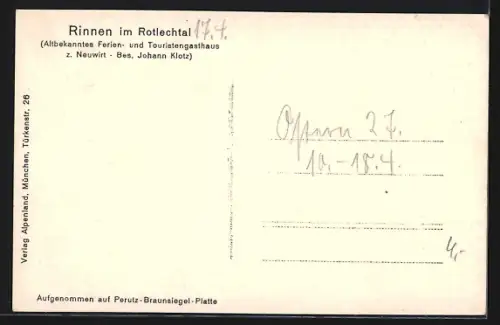 Rinnen im Rotlechtal 17.4.
(Altbekanntes Ferien- und Touristengasthaus
z. Neuwirt - Bes. Johann Klotz)
Verlag Alpenland, München, Türkenstr. 26
Ostern 27.
10.-18.4.
4,-
Aufgenommen auf Perutz-Braunsiegel-Platte